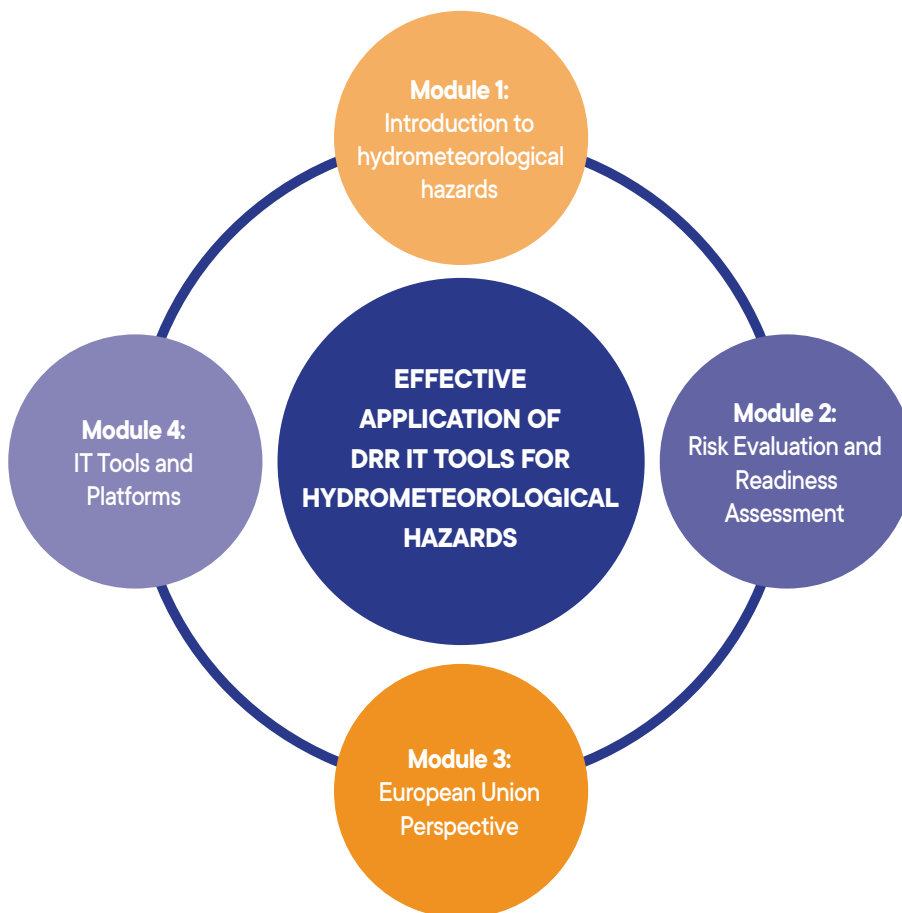 Module 1:
Introduction to
hydrometeorological
hazards
EFFECTIVE
APPLICATION OF
DRR IT TOOLS FOR
HYDROMETEOROLOGICAL
HAZARDS
Module 2:
Risk Evaluation and
Readiness
Assessment
Module 3:
European Union
Perspective
Module 4:
IT Tools and
Platforms